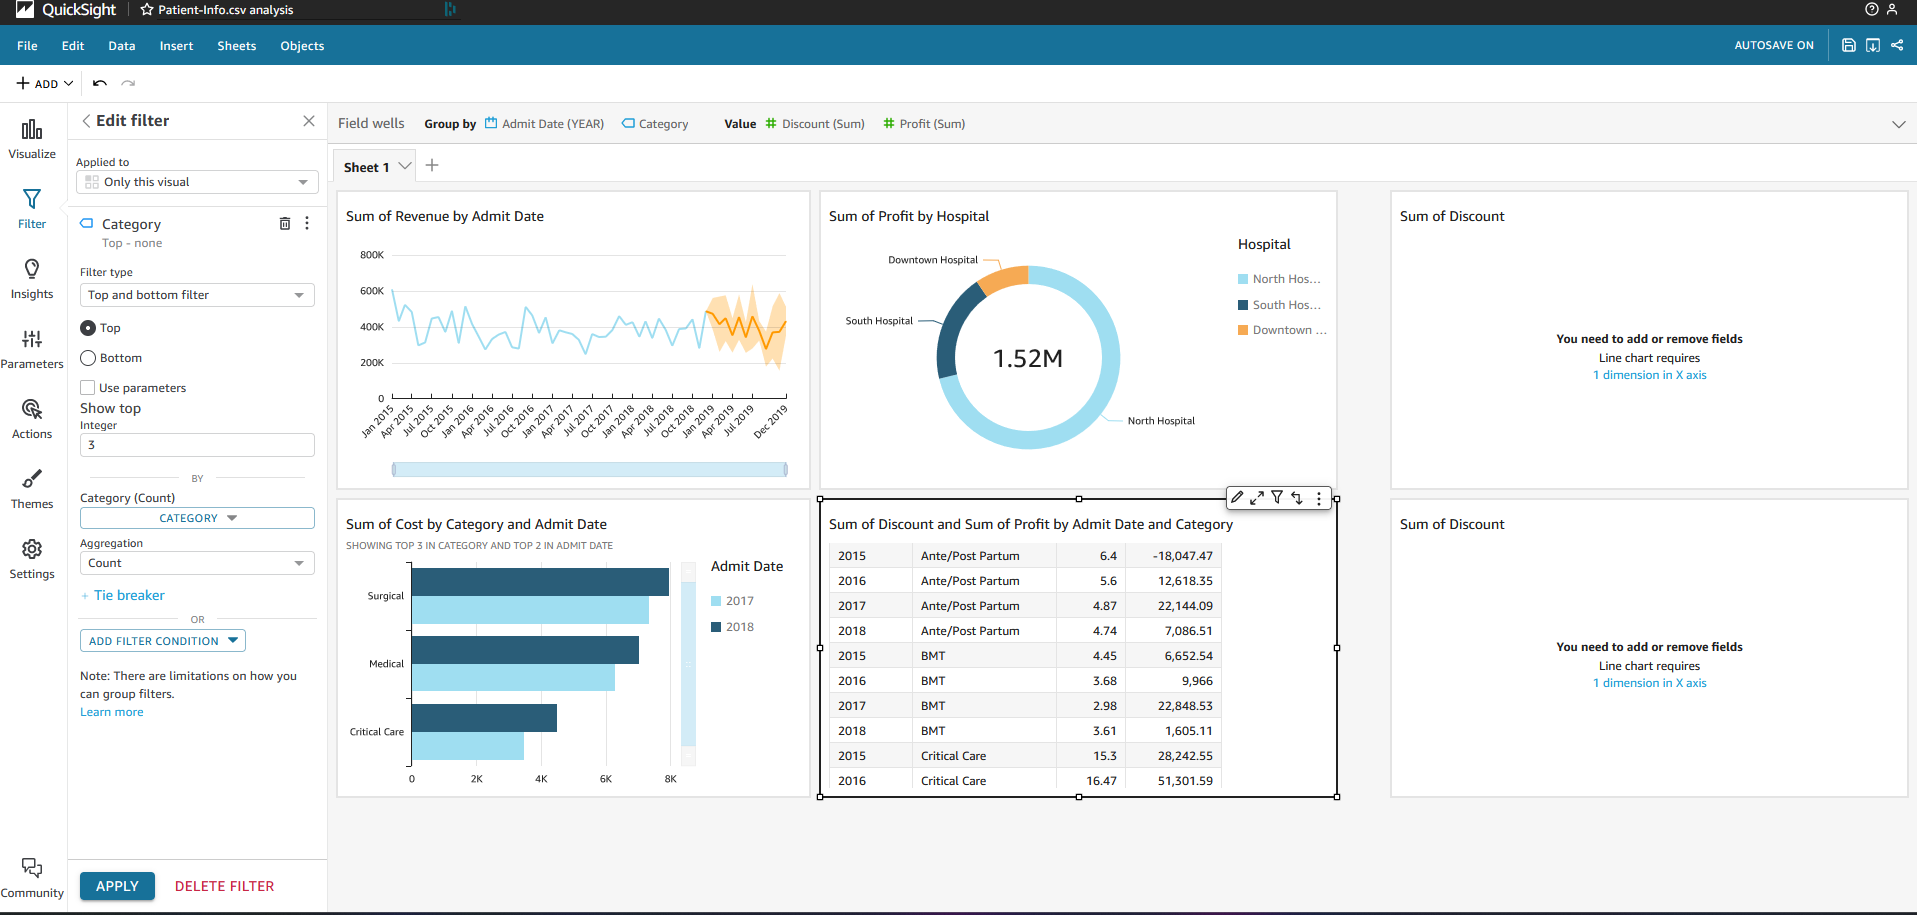 QuickSight
Patient-Info.csv analysis
File Edit Data Insert Sheets Objects
AUTOSAVE ON
ADD
Visualize
Filter
Insights
Parameters
Actions
Themes
Settings
Community
Edit filter
Applied to
Only this visual
Category
Top - none
Filter type
Top and bottom filter
Top
Bottom
Use parameters
Show top
Integer
3
BY
Category (Count)
CATEGORY
Aggregation
Count
+ Tie breaker
OR
ADD FILTER CONDITION
Note: There are limitations on how you
can group filters.
Learn more
APPLY DELETE FILTER
Field wells Group by Admit Date (YEAR) Category Value # Discount (Sum) # Profit (Sum)
Sheet 1
Sum of Revenue by Admit Date
800K
600K
400K
200K
0
Jan 2015 Apr 2015 Jul 2015 Oct 2015 Jan 2016 Apr 2016 Jul 2016 Oct 2016 Jan 2017 Apr 2017 Jul 2017 Oct 2017 Jan 2018 Apr 2018 Jul 2018 Oct 2018 Jan 2019 Apr 2019 Jul 2019 Dec 2019
Sum of Profit by Hospital
Downtown Hospital
South Hospital
1.52M
North Hospital
Hospital
North Hos...
South Hos...
Downtown ...
Sum of Discount
You need to add or remove fields
Line chart requires
1 dimension in X axis
Sum of Cost by Category and Admit Date
SHOWING TOP 3 IN CATEGORY AND TOP 2 IN ADMIT DATE
Surgical
Medical
Critical Care
0 2K 4K 6K 8K
Admit Date
2017
2018
Sum of Discount and Sum of Profit by Admit Date and Category
2015 Ante/Post Partum 6.4 -18,047.47
2016 Ante/Post Partum 5.6 12,618.35
2017 Ante/Post Partum 4.87 22,144.09
2018 Ante/Post Partum 4.74 7,086.51
2015 BMT 4.45 6,652.54
2016 BMT 3.68 9,966
2017 BMT 2.98 22,848.53
2018 BMT 3.61 1,605.11
2015 Critical Care 15.3 28,242.55
2016 Critical Care 16.47 51,301.59
Sum of Discount
You need to add or remove fields
Line chart requires
1 dimension in X axis